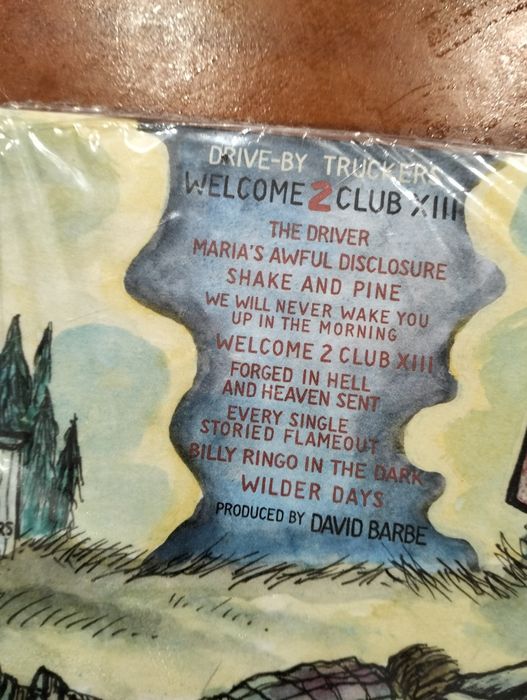 DRIVE-BY TRUCKERS
WELCOME 2 CLUB XIII
THE DRIVER
MARIA'S AWFUL DISCLOSURE
SHAKE AND PINE
WE WILL NEVER WAKE YOU
UP IN THE MORNING
WELCOME 2 CLUB XIII
FORGED IN HELL
AND HEAVEN SENT
EVERY SINGLE
STORIED FLAMEOUT
BILLY RINGO IN THE DARK
WILDER DAYS
PRODUCED BY DAVID BARBE